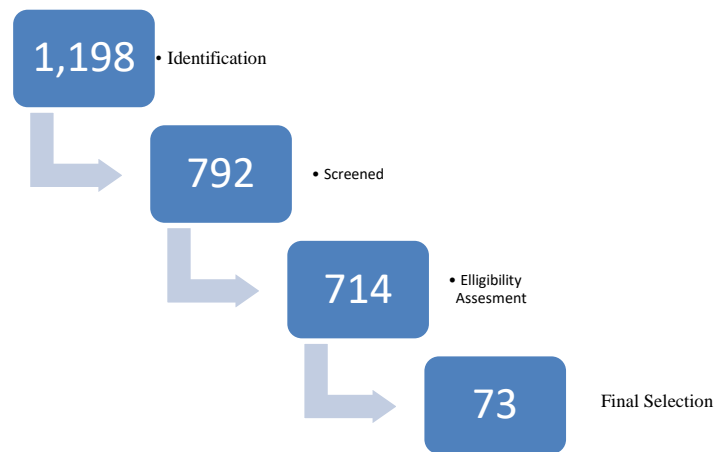 1,198
• Identification
792
• Screened
714
• Elligibility
Assesment
73
Final Selection